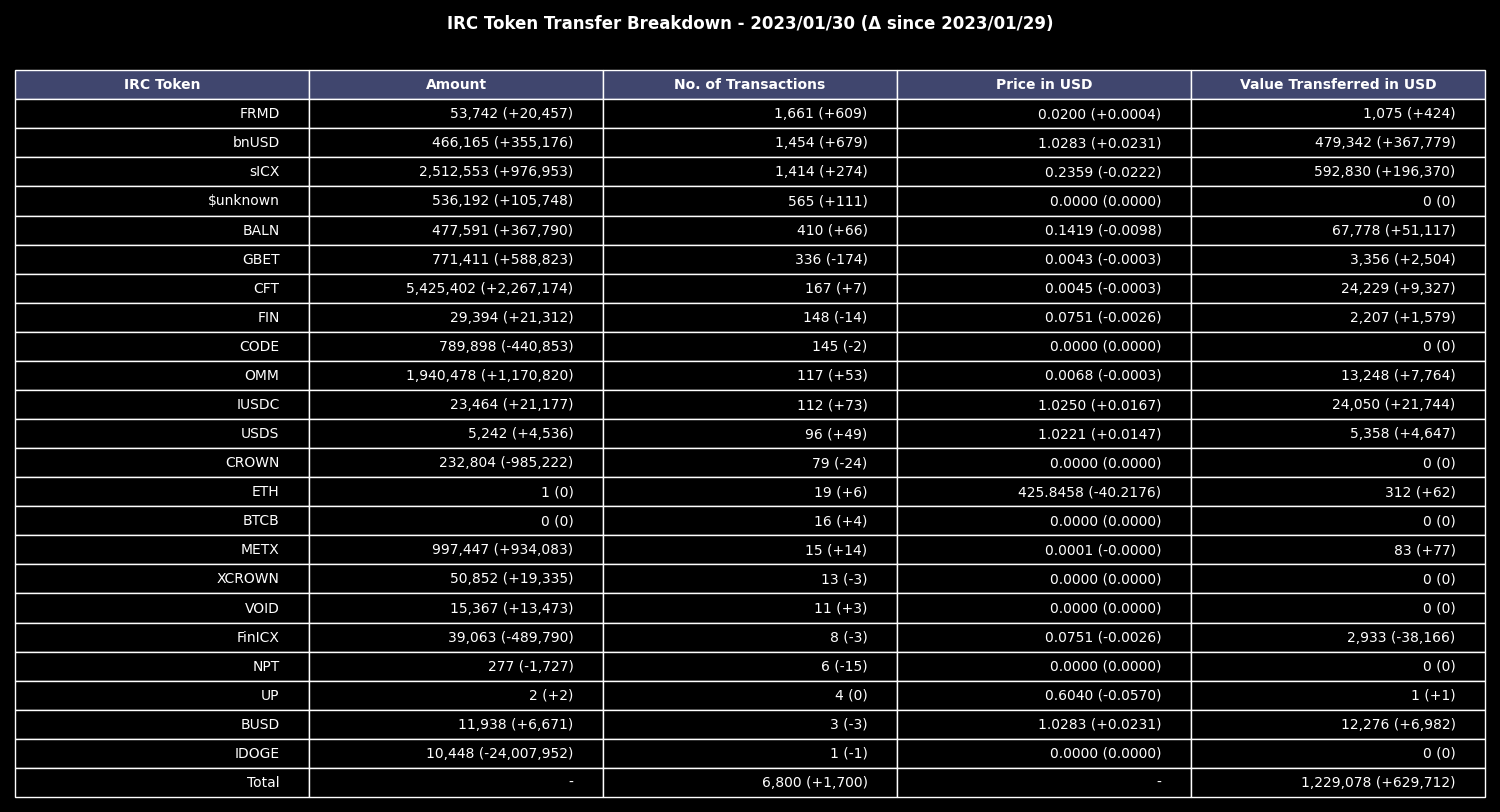 IRC Token Transfer Breakdown - 2023/01/30 (Δ since 2023/01/29)
IRC Token Amount No. of Transactions Price in USD Value Transferred in USD
FRMD 53,742 (+20,457) 1,661 (+609) 0.0200 (+0.0004) 1,075 (+424)
bnUSD 466,165 (+355,176) 1,454 (+679) 1.0283 (+0.0231) 479,342 (+367,779)
sICX 2,512,553 (+976,953) 1,414 (+274) 0.2359 (-0.0222) 592,830 (+196,370)
$unknown 536,192 (+105,748) 565 (+111) 0.0000 (0.0000) 0 (0)
BALN 477,591 (+367,790) 410 (+66) 0.1419 (-0.0098) 67,778 (+51,117)
GBET 771,411 (+588,823) 336 (-174) 0.0043 (-0.0003) 3,356 (+2,504)
CFT 5,425,402 (+2,267,174) 167 (+7) 0.0045 (-0.0003) 24,229 (+9,327)
FIN 29,394 (+21,312) 148 (-14) 0.0751 (-0.0026) 2,207 (+1,579)
CODE 789,898 (-440,853) 145 (-2) 0.0000 (0.0000) 0 (0)
OMM 1,940,478 (+1,170,820) 117 (+53) 0.0068 (-0.0003) 13,248 (+7,764)
IUSDC 23,464 (+21,177) 112 (+73) 1.0250 (+0.0167) 24,050 (+21,744)
USDS 5,242 (+4,536) 96 (+49) 1.0221 (+0.0147) 5,358 (+4,647)
CROWN 232,804 (-985,222) 79 (-24) 0.0000 (0.0000) 0 (0)
ETH 1 (0) 19 (+6) 425.8458 (-40.2176) 312 (+62)
BTCB 0 (0) 16 (+4) 0.0000 (0.0000) 0 (0)
METX 997,447 (+934,083) 15 (+14) 0.0001 (-0.0000) 83 (+77)
XCROWN 50,852 (+19,335) 13 (-3) 0.0000 (0.0000) 0 (0)
VOID 15,367 (+13,473) 11 (+3) 0.0000 (0.0000) 0 (0)
FinICX 39,063 (-489,790) 8 (-3) 0.0751 (-0.0026) 2,933 (-38,166)
NPT 277 (-1,727) 6 (-15) 0.0000 (0.0000) 0 (0)
UP 2 (+2) 4 (0) 0.6040 (-0.0570) 1 (+1)
BUSD 11,938 (+6,671) 3 (-3) 1.0283 (+0.0231) 12,276 (+6,982)
IDOGE 10,448 (-24,007,952) 1 (-1) 0.0000 (0.0000) 0 (0)
Total - 6,800 (+1,700) - 1,229,078 (+629,712)